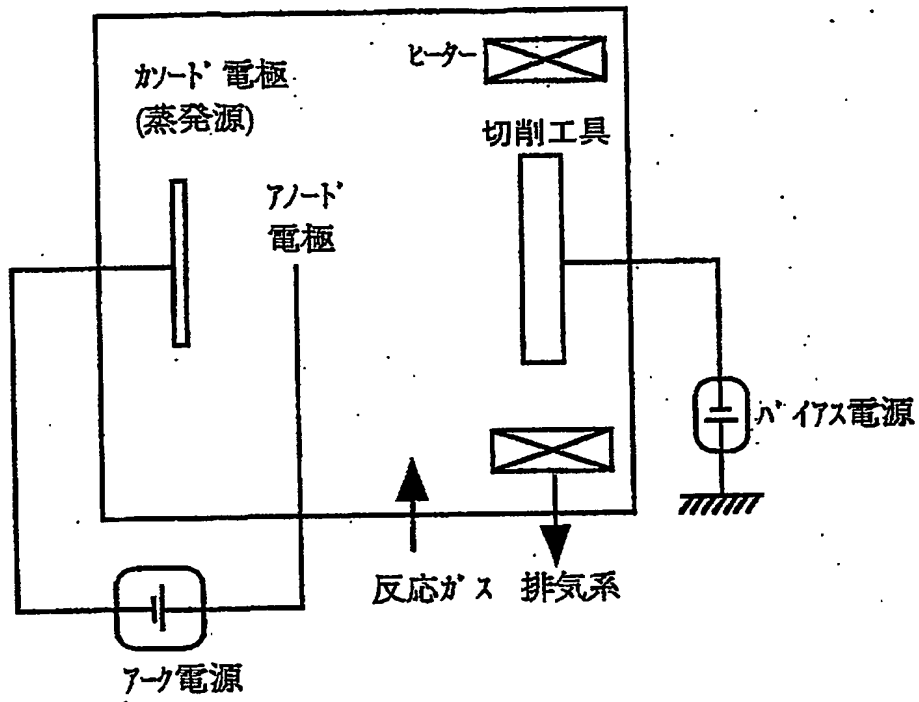 ヒーター
カソード電極
(蒸発源)
切削工具
アノード
電極
バイアス電源
反応ガス
排気系
アーク電源